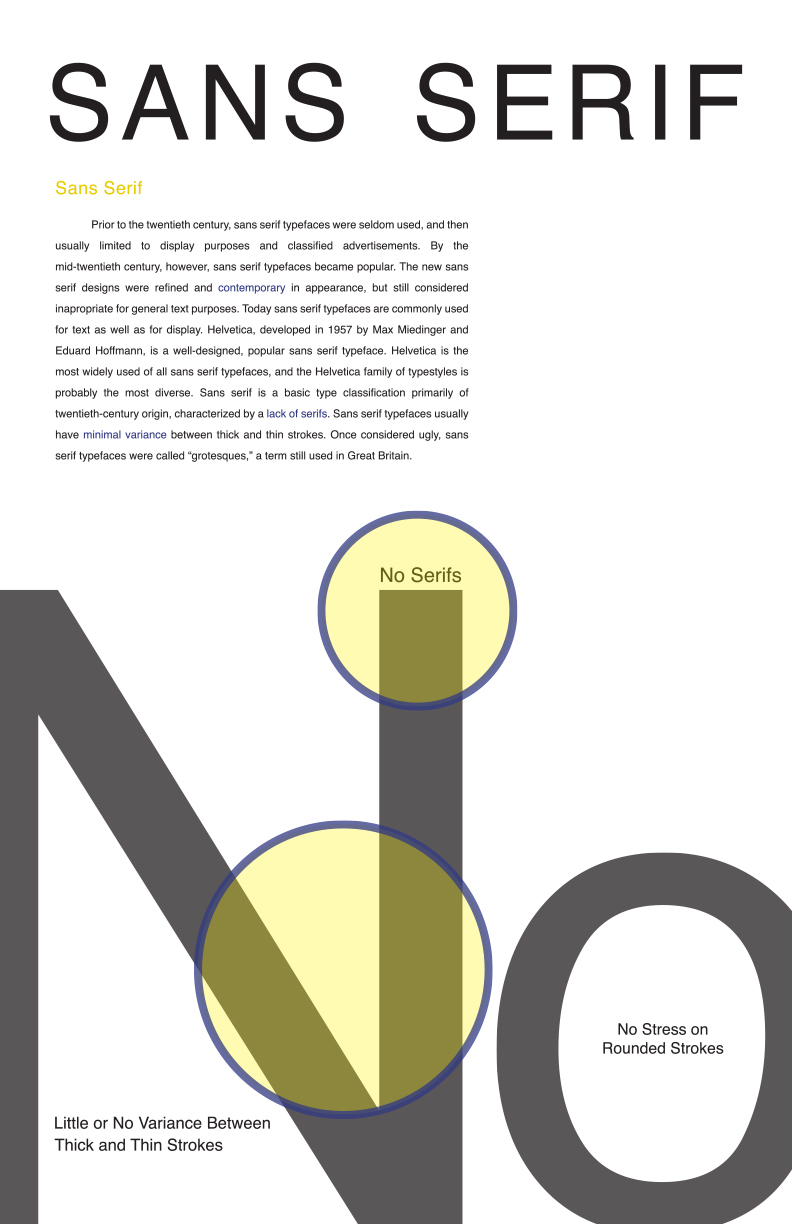 SANS SERIF
Sans Serif
Prior to the twentieth century, sans serif typefaces were seldom used, and then
usually limited to display purposes and classified advertisements. By the
mid-twentieth century, however, sans serif typefaces became popular. The new sans
serif designs were refined and contemporary in appearance, but still considered
inapropriate for general text purposes. Today sans serif typefaces are commonly used
for text as well as for display. Helvetica, developed in 1957 by Max Miedinger and
Eduard Hoffmann, is a well-designed, popular sans serif typeface. Helvetica is the
most widely used of all sans serif typefaces, and the Helvetica family of typestyles is
probably the most diverse. Sans serif is a basic type classification primarily of
twentieth-century origin, characterized by a lack of serifs. Sans serif typefaces usually
have minimal variance between thick and thin strokes. Once considered ugly, sans
serif typefaces were called “grotesques,” a term still used in Great Britain.
No Serifs
No
No Stress on
Rounded Strokes
Little or No Variance Between
Thick and Thin Strokes